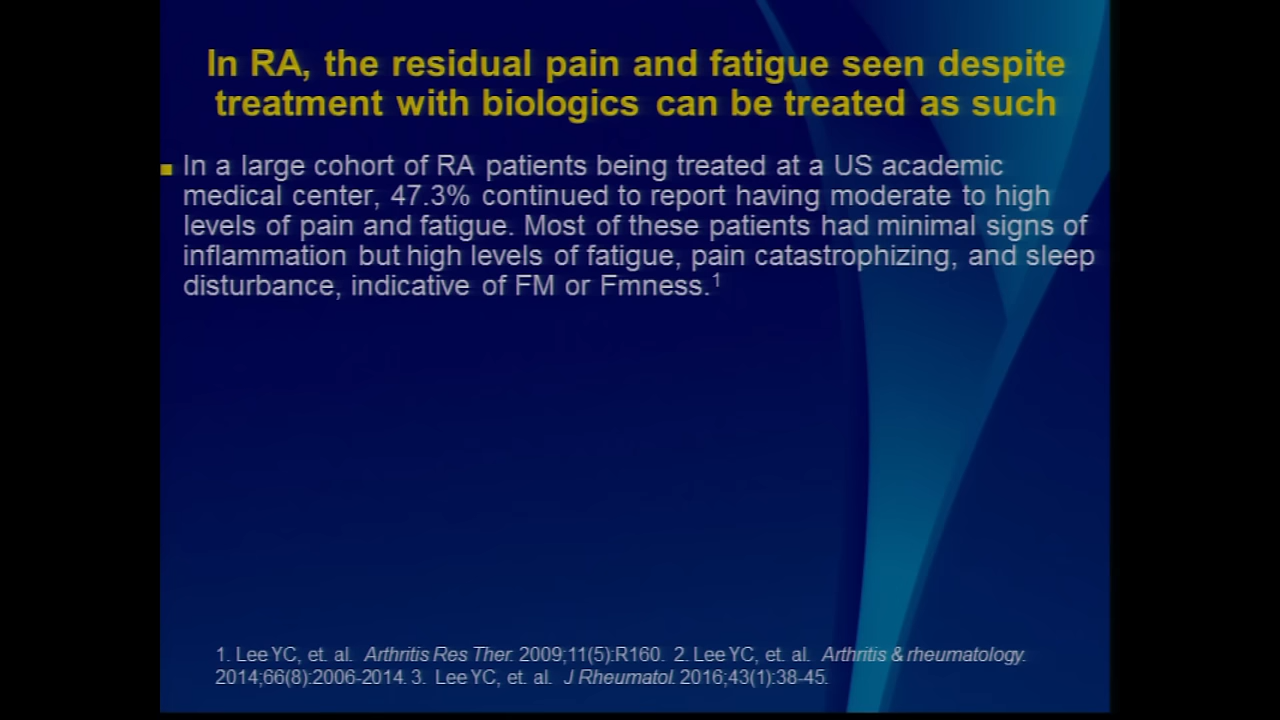 In RA, the residual pain and fatigue seen despite
treatment with biologics can be treated as such
■ In a large cohort of RA patients being treated at a US academic
medical center, 47.3% continued to report having moderate to high
levels of pain and fatigue. Most of these patients had minimal signs of
inflammation but high levels of fatigue, pain catastrophizing, and sleep
disturbance, indicative of FM or Fmness.1
1. Lee YC, et. al. Arthritis Res Ther. 2009;11(5):R160. 2. Lee YC, et. al. Arthritis & rheumatology.
2014;66(8):2006-2014. 3. Lee YC, et. al. J Rheumatol. 2016;43(1):38-45.